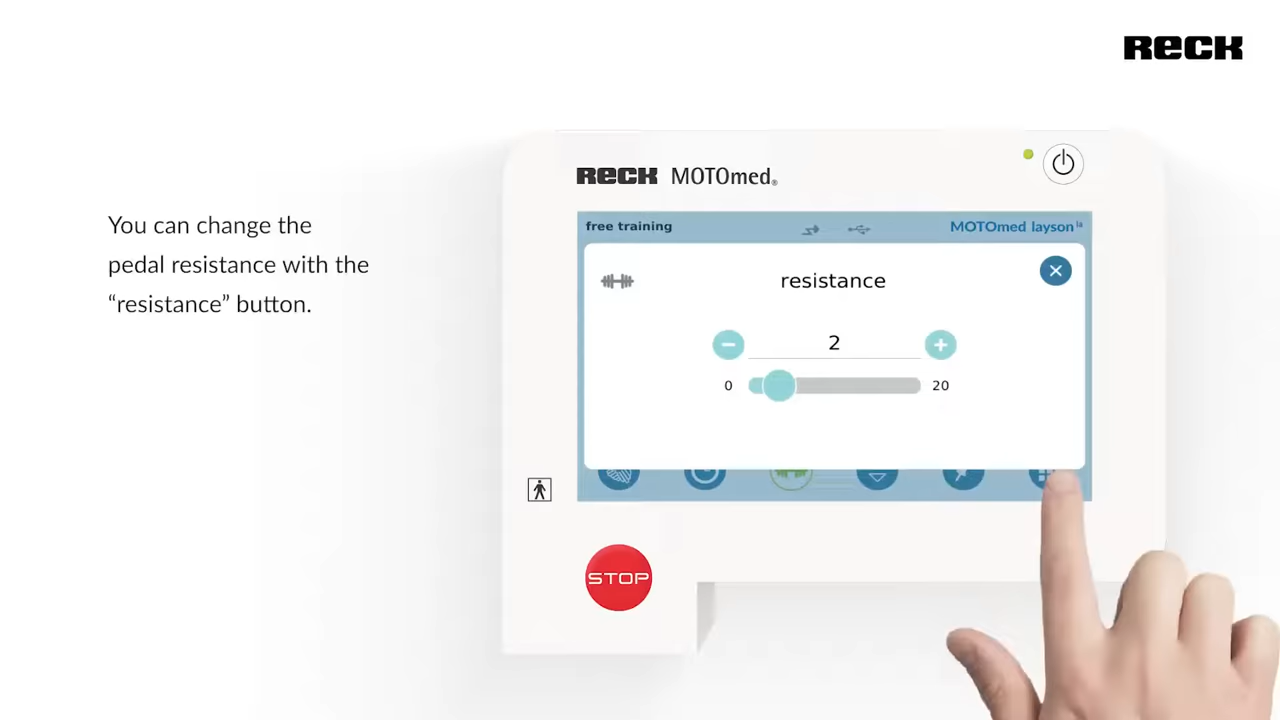 RECK
RECK MOTOmed®
free training
MOTOmed layson la
You can change the
pedal resistance with the
“resistance” button.
resistance
2
0
20
STOP